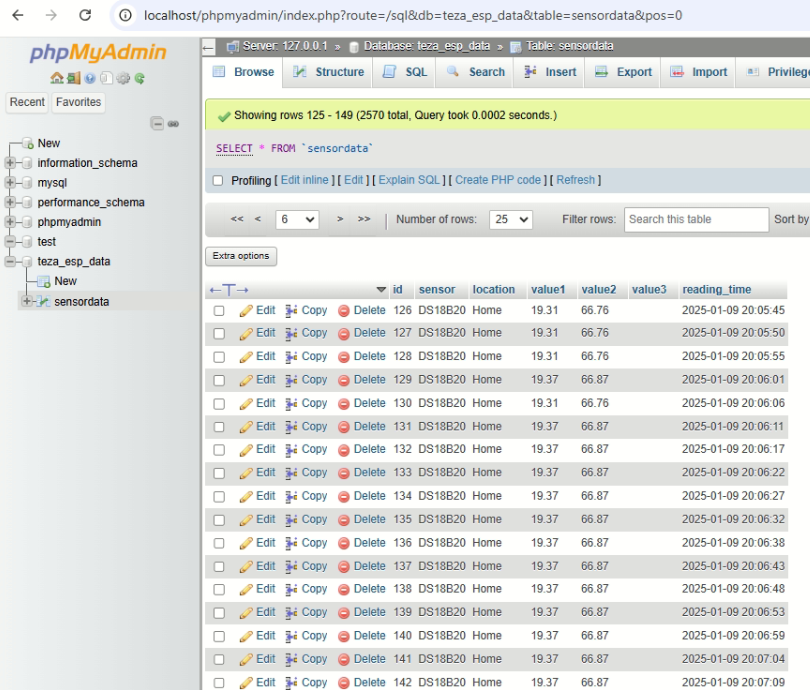 localhost/phpmyadmin/index.php?route=/sql&db=teza_esp_data&table=sensordata&pos=0
phpMyAdmin
Recent Favorites
New
information_schema
mysql
performance_schema
phpmyadmin
test
teza_esp_data
New
sensordata
Server: 127.0.0.1 » Database: teza_esp_data » Table: sensordata
Browse Structure SQL Search Insert Export Import Privileg
Showing rows 125 - 149 (2570 total, Query took 0.0002 seconds.)
SELECT * FROM `sensordata`
Profiling [ Edit inline ] [ Edit ] [ Explain SQL ] [ Create PHP code ] [ Refresh ]
<< < 6 > >> Number of rows: 25 Filter rows: Search this table Sort by
Extra options
←T→ id sensor location value1 value2 value3 reading_time
Edit Copy Delete 126 DS18B20 Home 19.31 66.76 2025-01-09 20:05:45
Edit Copy Delete 127 DS18B20 Home 19.31 66.76 2025-01-09 20:05:50
Edit Copy Delete 128 DS18B20 Home 19.31 66.76 2025-01-09 20:05:55
Edit Copy Delete 129 DS18B20 Home 19.37 66.87 2025-01-09 20:06:01
Edit Copy Delete 130 DS18B20 Home 19.31 66.76 2025-01-09 20:06:06
Edit Copy Delete 131 DS18B20 Home 19.37 66.87 2025-01-09 20:06:11
Edit Copy Delete 132 DS18B20 Home 19.37 66.87 2025-01-09 20:06:17
Edit Copy Delete 133 DS18B20 Home 19.37 66.87 2025-01-09 20:06:22
Edit Copy Delete 134 DS18B20 Home 19.37 66.87 2025-01-09 20:06:27
Edit Copy Delete 135 DS18B20 Home 19.37 66.87 2025-01-09 20:06:32
Edit Copy Delete 136 DS18B20 Home 19.37 66.87 2025-01-09 20:06:38
Edit Copy Delete 137 DS18B20 Home 19.37 66.87 2025-01-09 20:06:43
Edit Copy Delete 138 DS18B20 Home 19.37 66.87 2025-01-09 20:06:48
Edit Copy Delete 139 DS18B20 Home 19.37 66.87 2025-01-09 20:06:53
Edit Copy Delete 140 DS18B20 Home 19.37 66.87 2025-01-09 20:06:59
Edit Copy Delete 141 DS18B20 Home 19.37 66.87 2025-01-09 20:07:04
Edit Copy Delete 142 DS18B20 Home 19.37 66.87 2025-01-09 20:07:09